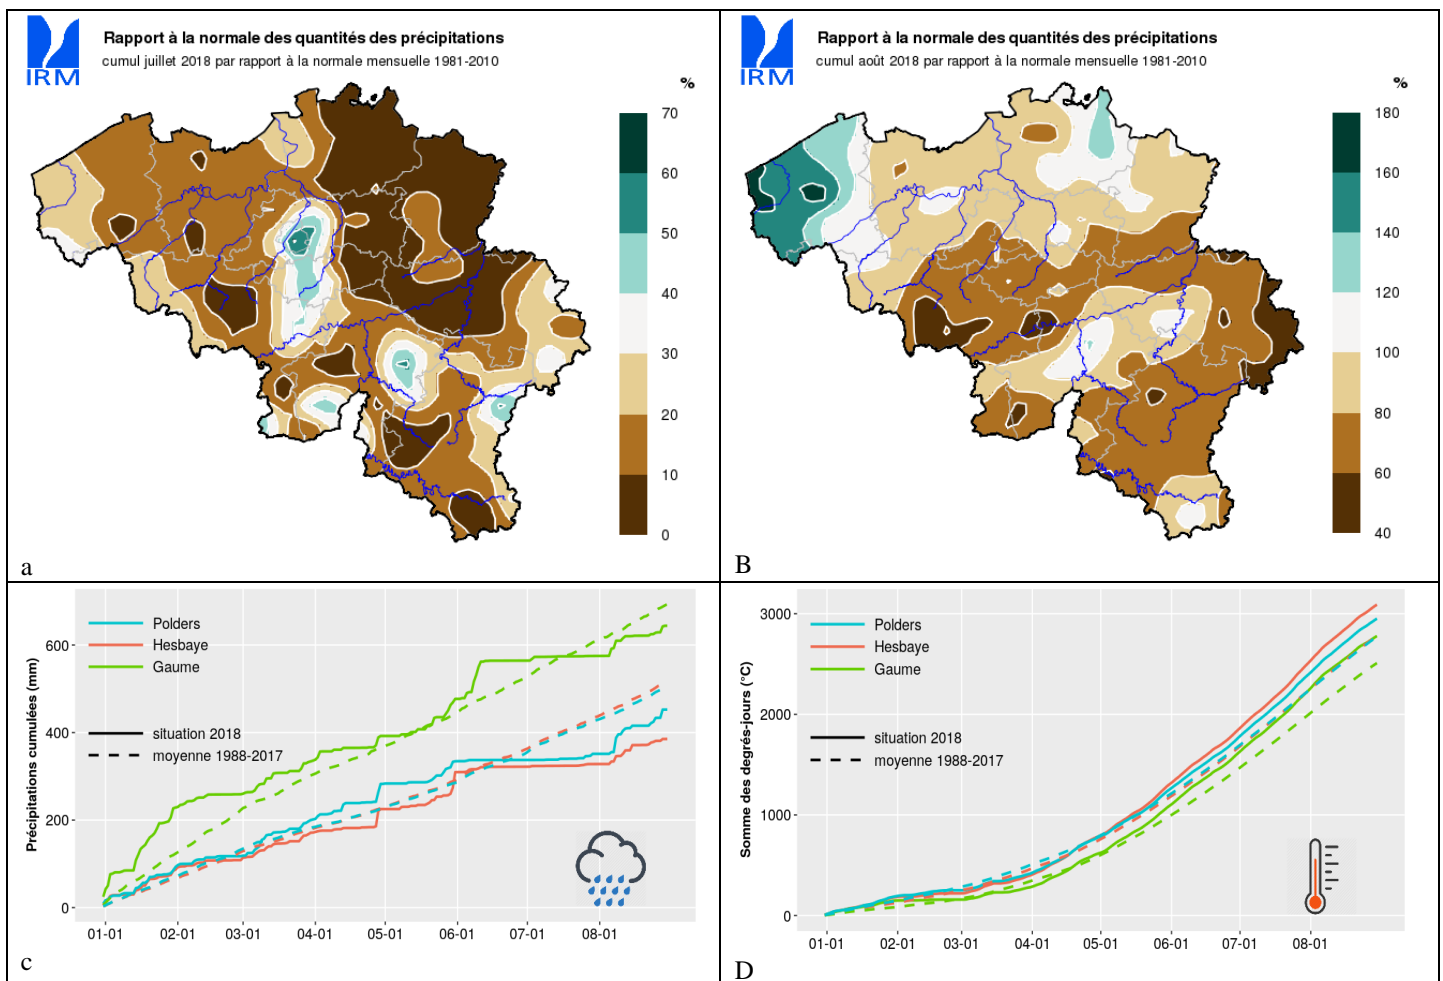 IRM
Rapport à la normale des quantités des précipitations
cumul juillet 2018 par rapport à la normale mensuelle 1981-2010
%
70
60
50
40
30
20
10
0
a
IRM
Rapport à la normale des quantités des précipitations
cumul août 2018 par rapport à la normale mensuelle 1981-2010
%
180
160
140
120
100
80
60
40
B
Précipitations cumulées (mm)
600
400
200
0
Polders
Hesbaye
Gaume
situation 2018
moyenne 1988-2017
01-01 02-01 03-01 04-01 05-01 06-01 07-01 08-01
c
Somme des degrés-jours (°C)
3000
2000
1000
0
Polders
Hesbaye
Gaume
situation 2018
moyenne 1988-2017
01-01 02-01 03-01 04-01 05-01 06-01 07-01 08-01
D